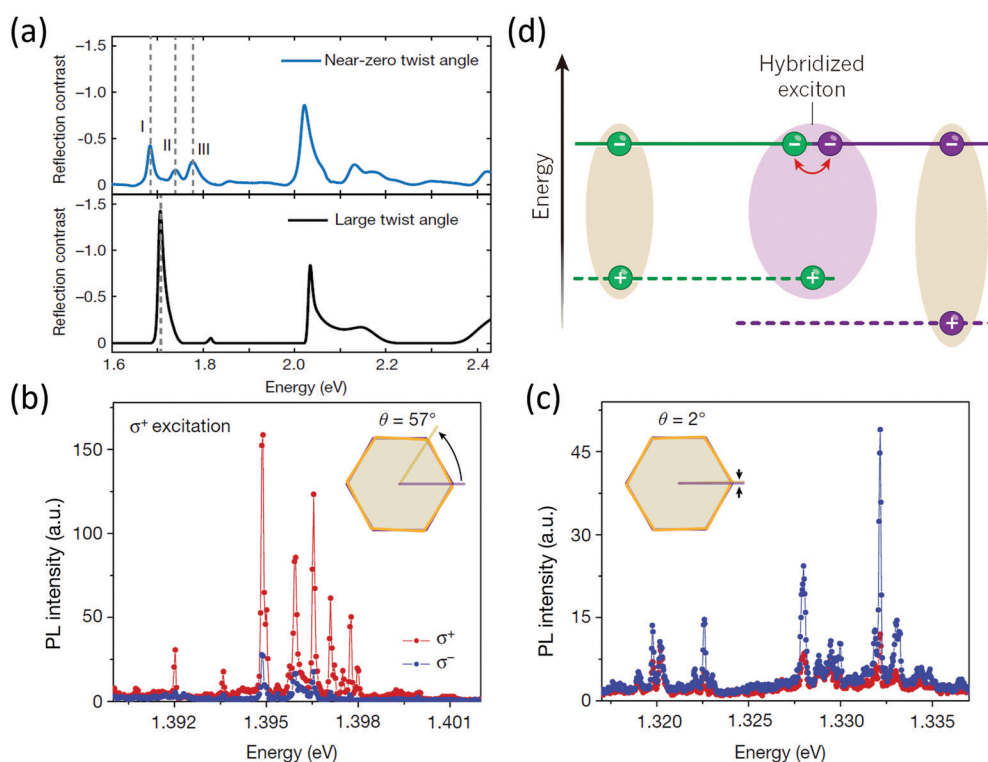 (a)
Reflection contrast
–1.5
–1.0
–0.5
0
I
II
III
Near-zero twist angle
Reflection contrast
–1.5
–1.0
–0.5
0
Large twist angle
1.6
1.8
2.0
2.2
2.4
Energy (eV)
(d)
Energy
Hybridized
exciton
–
–
–
–
+
+
+
(b)
σ+ excitation
θ = 57°
PL intensity (a.u.)
150
100
50
0
σ+
σ−
1.392
1.395
1.398
1.401
Energy (eV)
(c)
θ = 2°
PL intensity (a.u.)
45
30
15
0
1.320
1.325
1.330
1.335
Energy (eV)